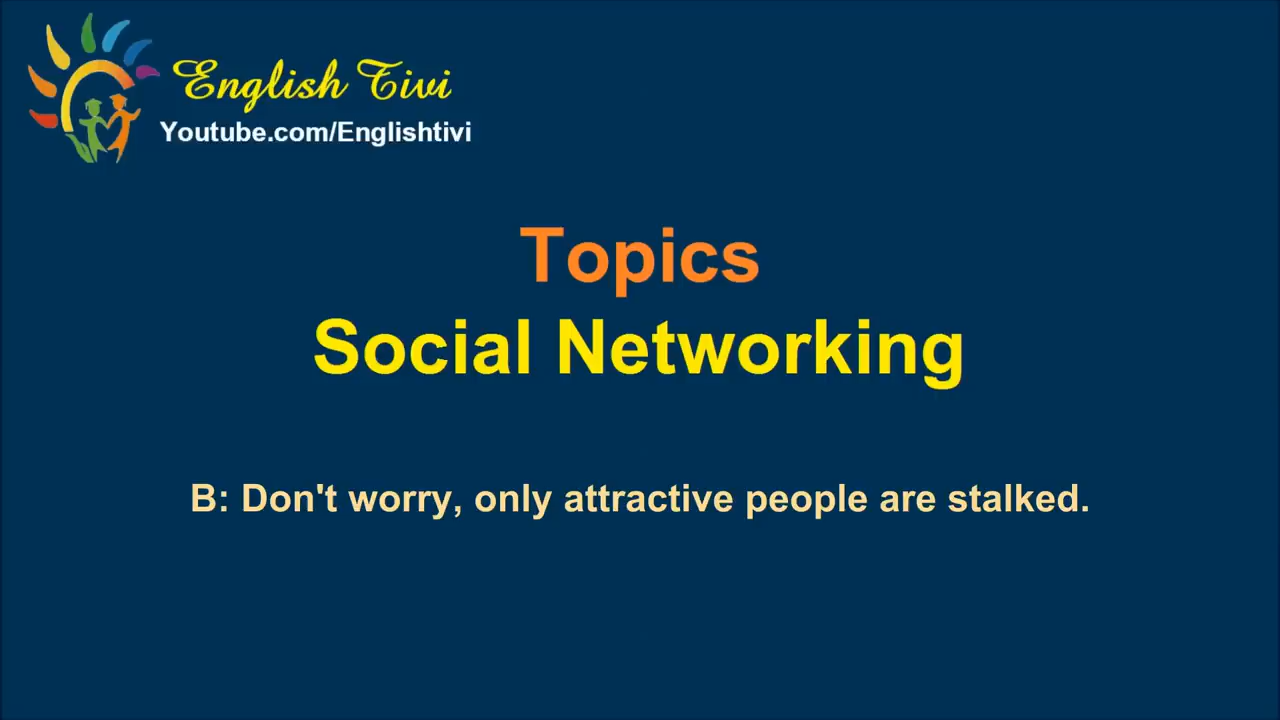 English Tivi
Youtube.com/Englishtivi
Topics
Social Networking
B: Don't worry, only attractive people are stalked.